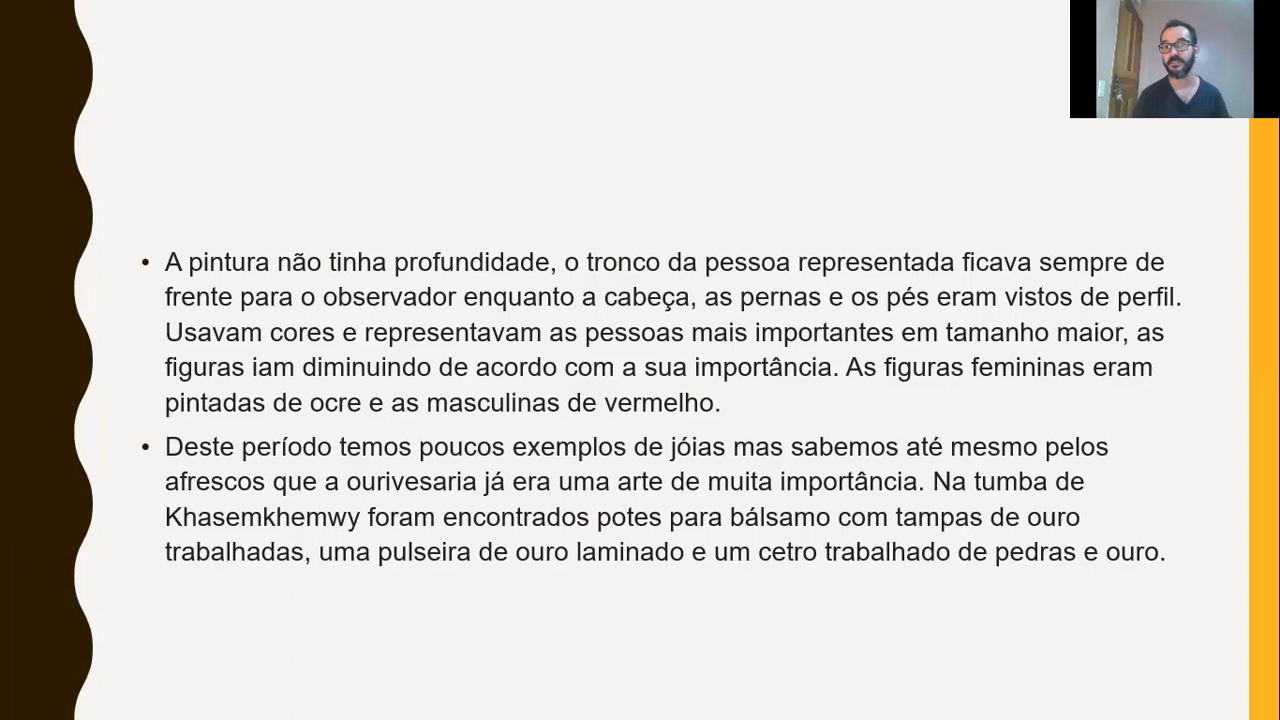 • A pintura não tinha profundidade, o tronco da pessoa representada ficava sempre de
frente para o observador enquanto a cabeça, as pernas e os pés eram vistos de perfil.
Usavam cores e representavam as pessoas mais importantes em tamanho maior, as
figuras iam diminuindo de acordo com a sua importância. As figuras femininas eram
pintadas de ocre e as masculinas de vermelho.
• Deste período temos poucos exemplos de jóias mas sabemos até mesmo pelos
afrescos que a ourivesaria já era uma arte de muita importância. Na tumba de
Khasemkhemwy foram encontrados potes para bálsamo com tampas de ouro
trabalhadas, uma pulseira de ouro laminado e um cetro trabalhado de pedras e ouro.